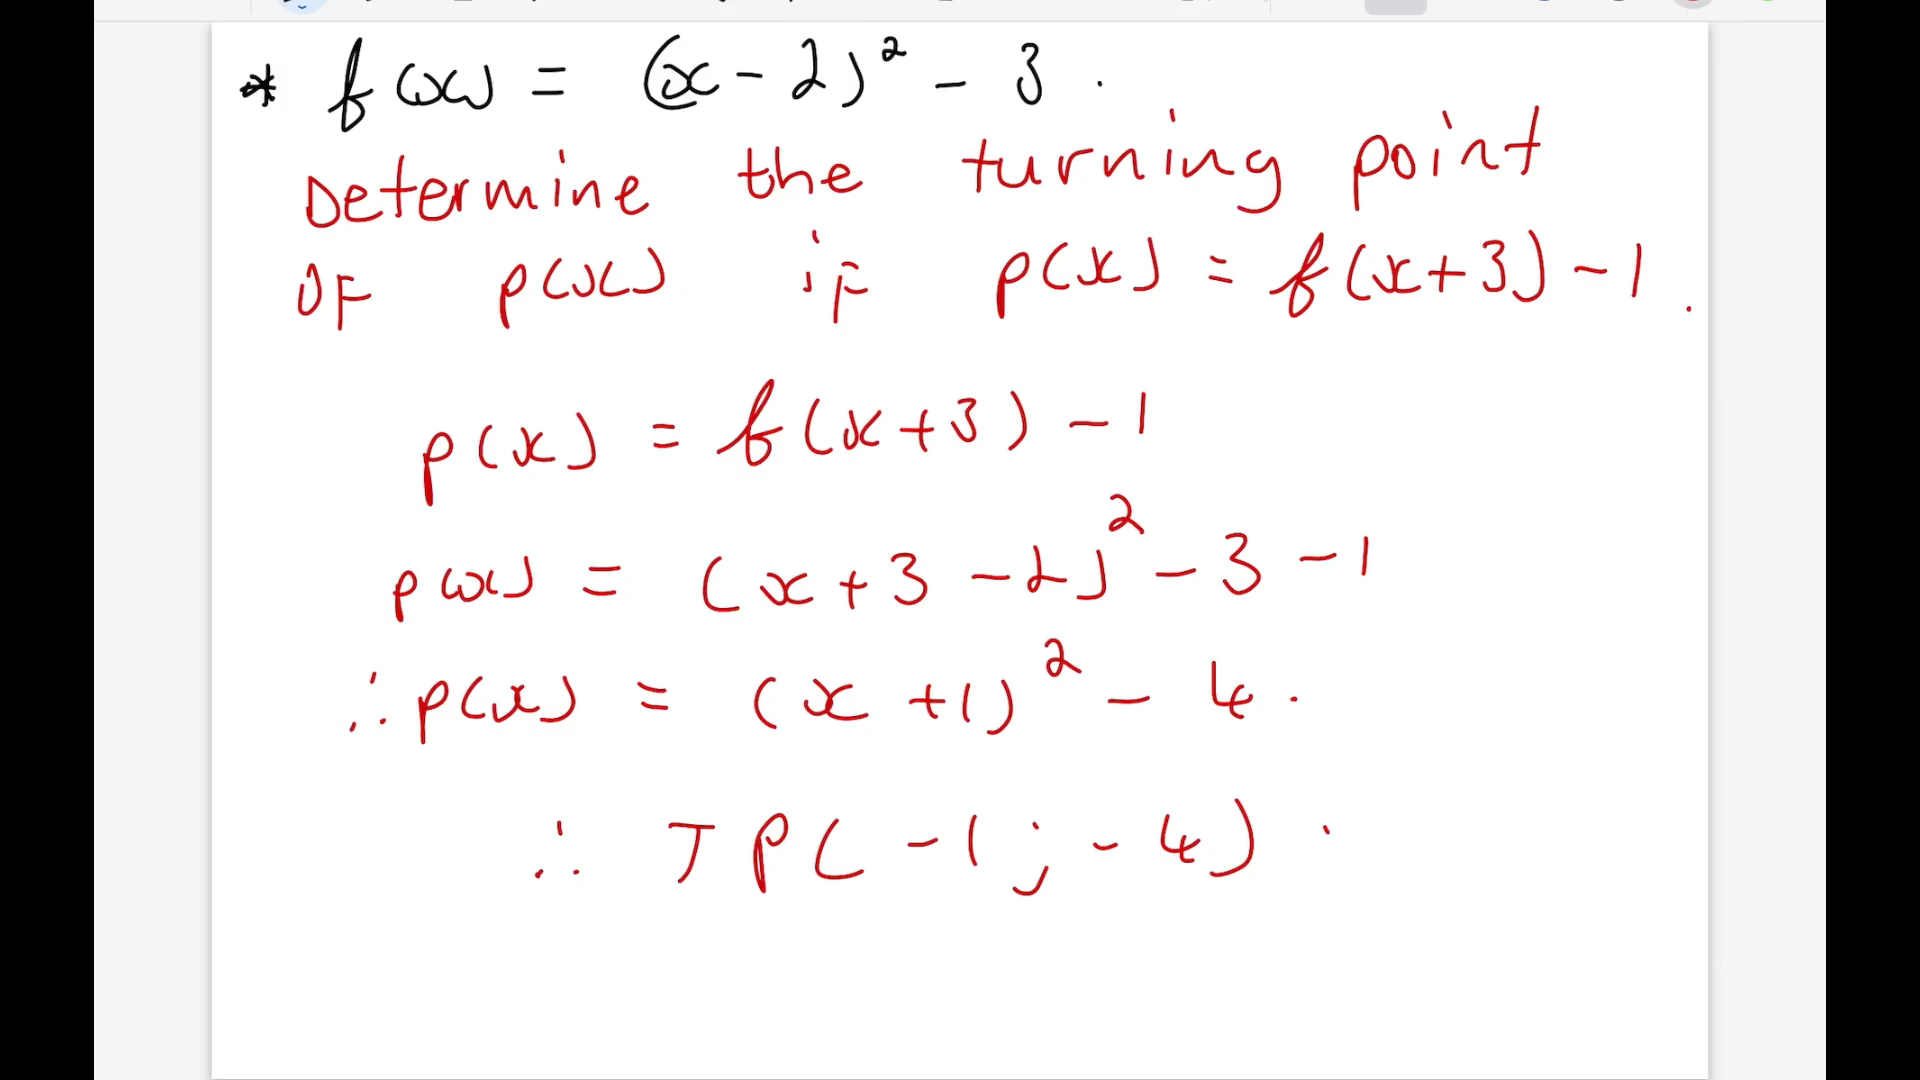 * f(x) = (x - 2)² - 3 .
Determine the turning point
OF p(x) iF p(x) = f(x+3) - 1 .
p(x) = f(x+3) - 1
p(x) = (x+3 - 2)² - 3 - 1
∴ p(x) = (x +1)² - 4 .
∴ TP( -1 ; - 4) .